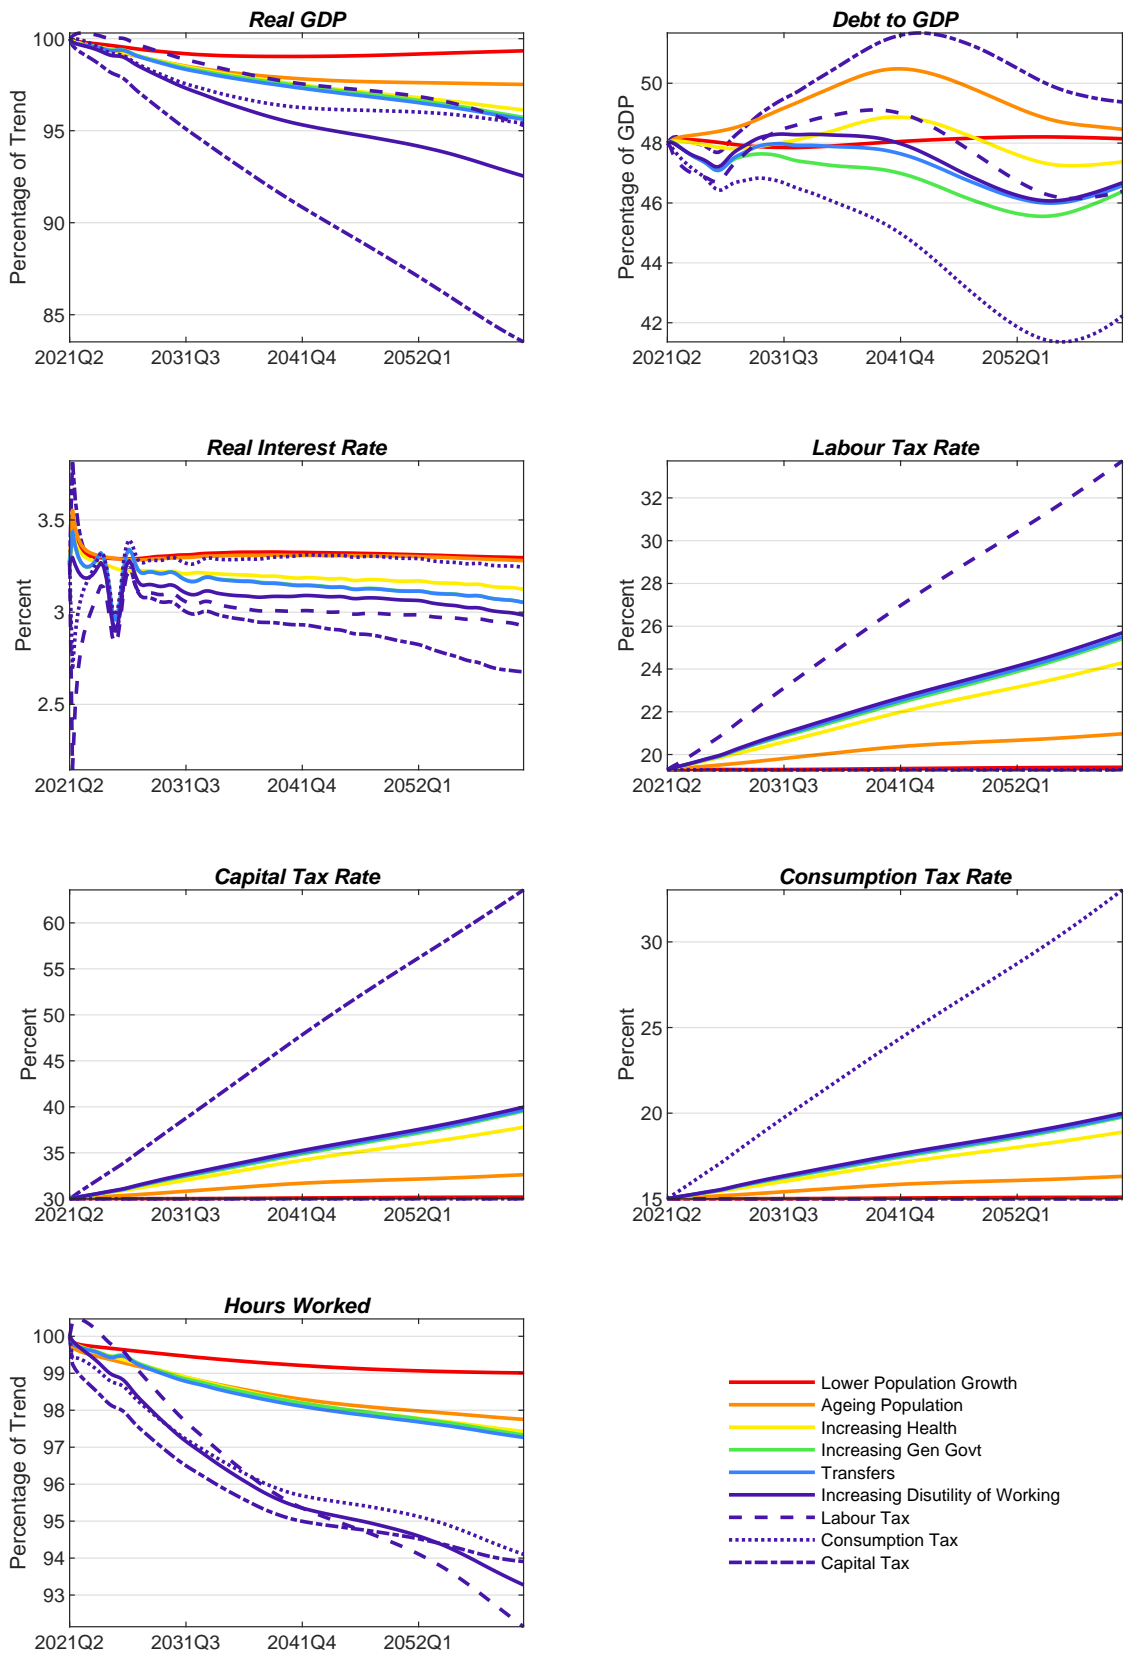 Real GDP
Percentage of Trend
100
95
90
85
2021Q2 2031Q3 2041Q4 2052Q1
Debt to GDP
Percentage of GDP
50
48
46
44
42
2021Q2 2031Q3 2041Q4 2052Q1
Real Interest Rate
Percent
3.5
3
2.5
2021Q2 2031Q3 2041Q4 2052Q1
Labour Tax Rate
Percent
32
30
28
26
24
22
20
2021Q2 2031Q3 2041Q4 2052Q1
Capital Tax Rate
Percent
60
55
50
45
40
35
30
2021Q2 2031Q3 2041Q4 2052Q1
Consumption Tax Rate
Percent
30
25
20
15
2021Q2 2031Q3 2041Q4 2052Q1
Hours Worked
Percentage of Trend
100
99
98
97
96
95
94
93
2021Q2 2031Q3 2041Q4 2052Q1
Lower Population Growth
Ageing Population
Increasing Health
Increasing Gen Govt
Transfers
Increasing Disutility of Working
Labour Tax
Consumption Tax
Capital Tax